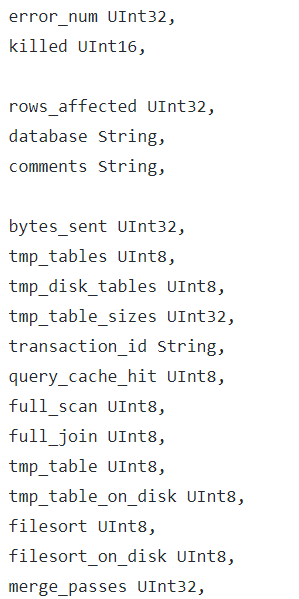 error_num UInt32,
killed UInt16,
rows_affected UInt32,
database String,
comments String,
bytes_sent UInt32,
tmp_tables UInt8,
tmp_disk_tables UInt8,
tmp_table_sizes UInt32,
transaction_id String,
query_cache_hit UInt8,
full_scan UInt8,
full_join UInt8,
tmp_table UInt8,
tmp_table_on_disk UInt8,
filesort UInt8,
filesort_on_disk UInt8,
merge_passes UInt32,